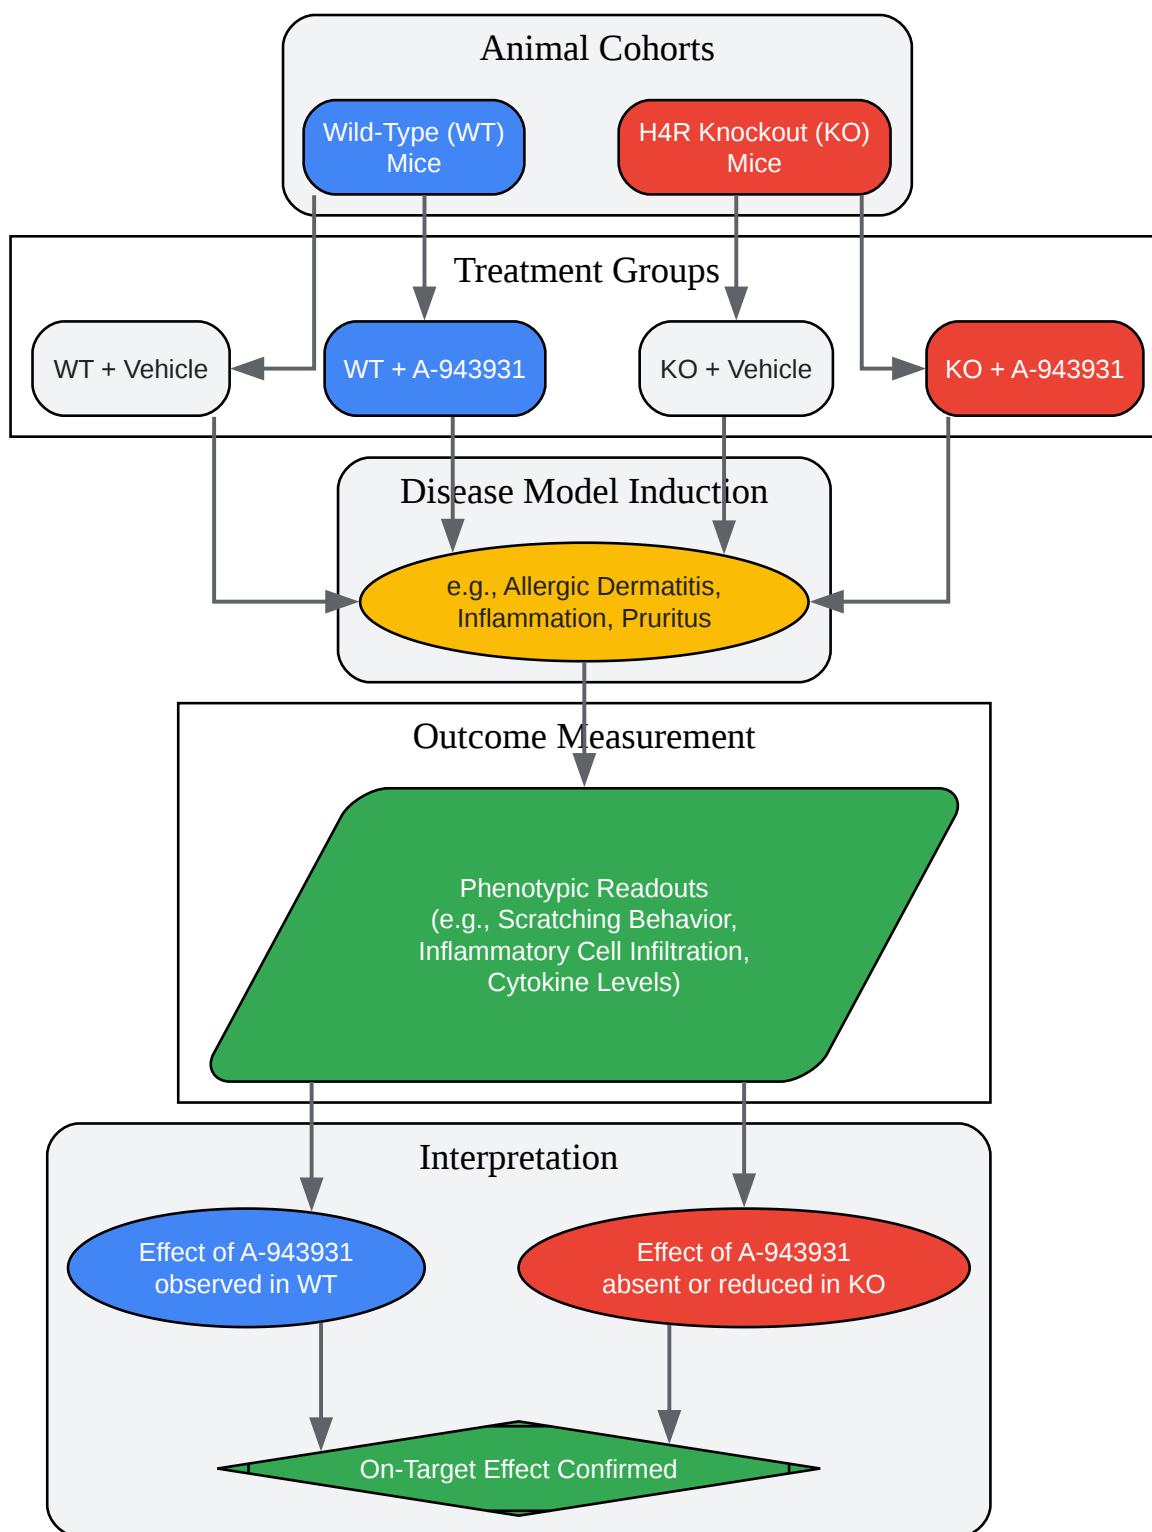 Animal Cohorts
Wild-Type (WT)
Mice
H4R Knockout (KO)
Mice
Treatment Groups
WT + Vehicle
WT + A-943931
KO + Vehicle
KO + A-943931
Disease Model Induction
e.g., Allergic Dermatitis,
Inflammation, Pruritus
Outcome Measurement
Phenotypic Readouts
(e.g., Scratching Behavior,
Inflammatory Cell Infiltration,
Cytokine Levels)
Interpretation
Effect of A-943931
observed in WT
Effect of A-943931
absent or reduced in KO
On-Target Effect Confirmed